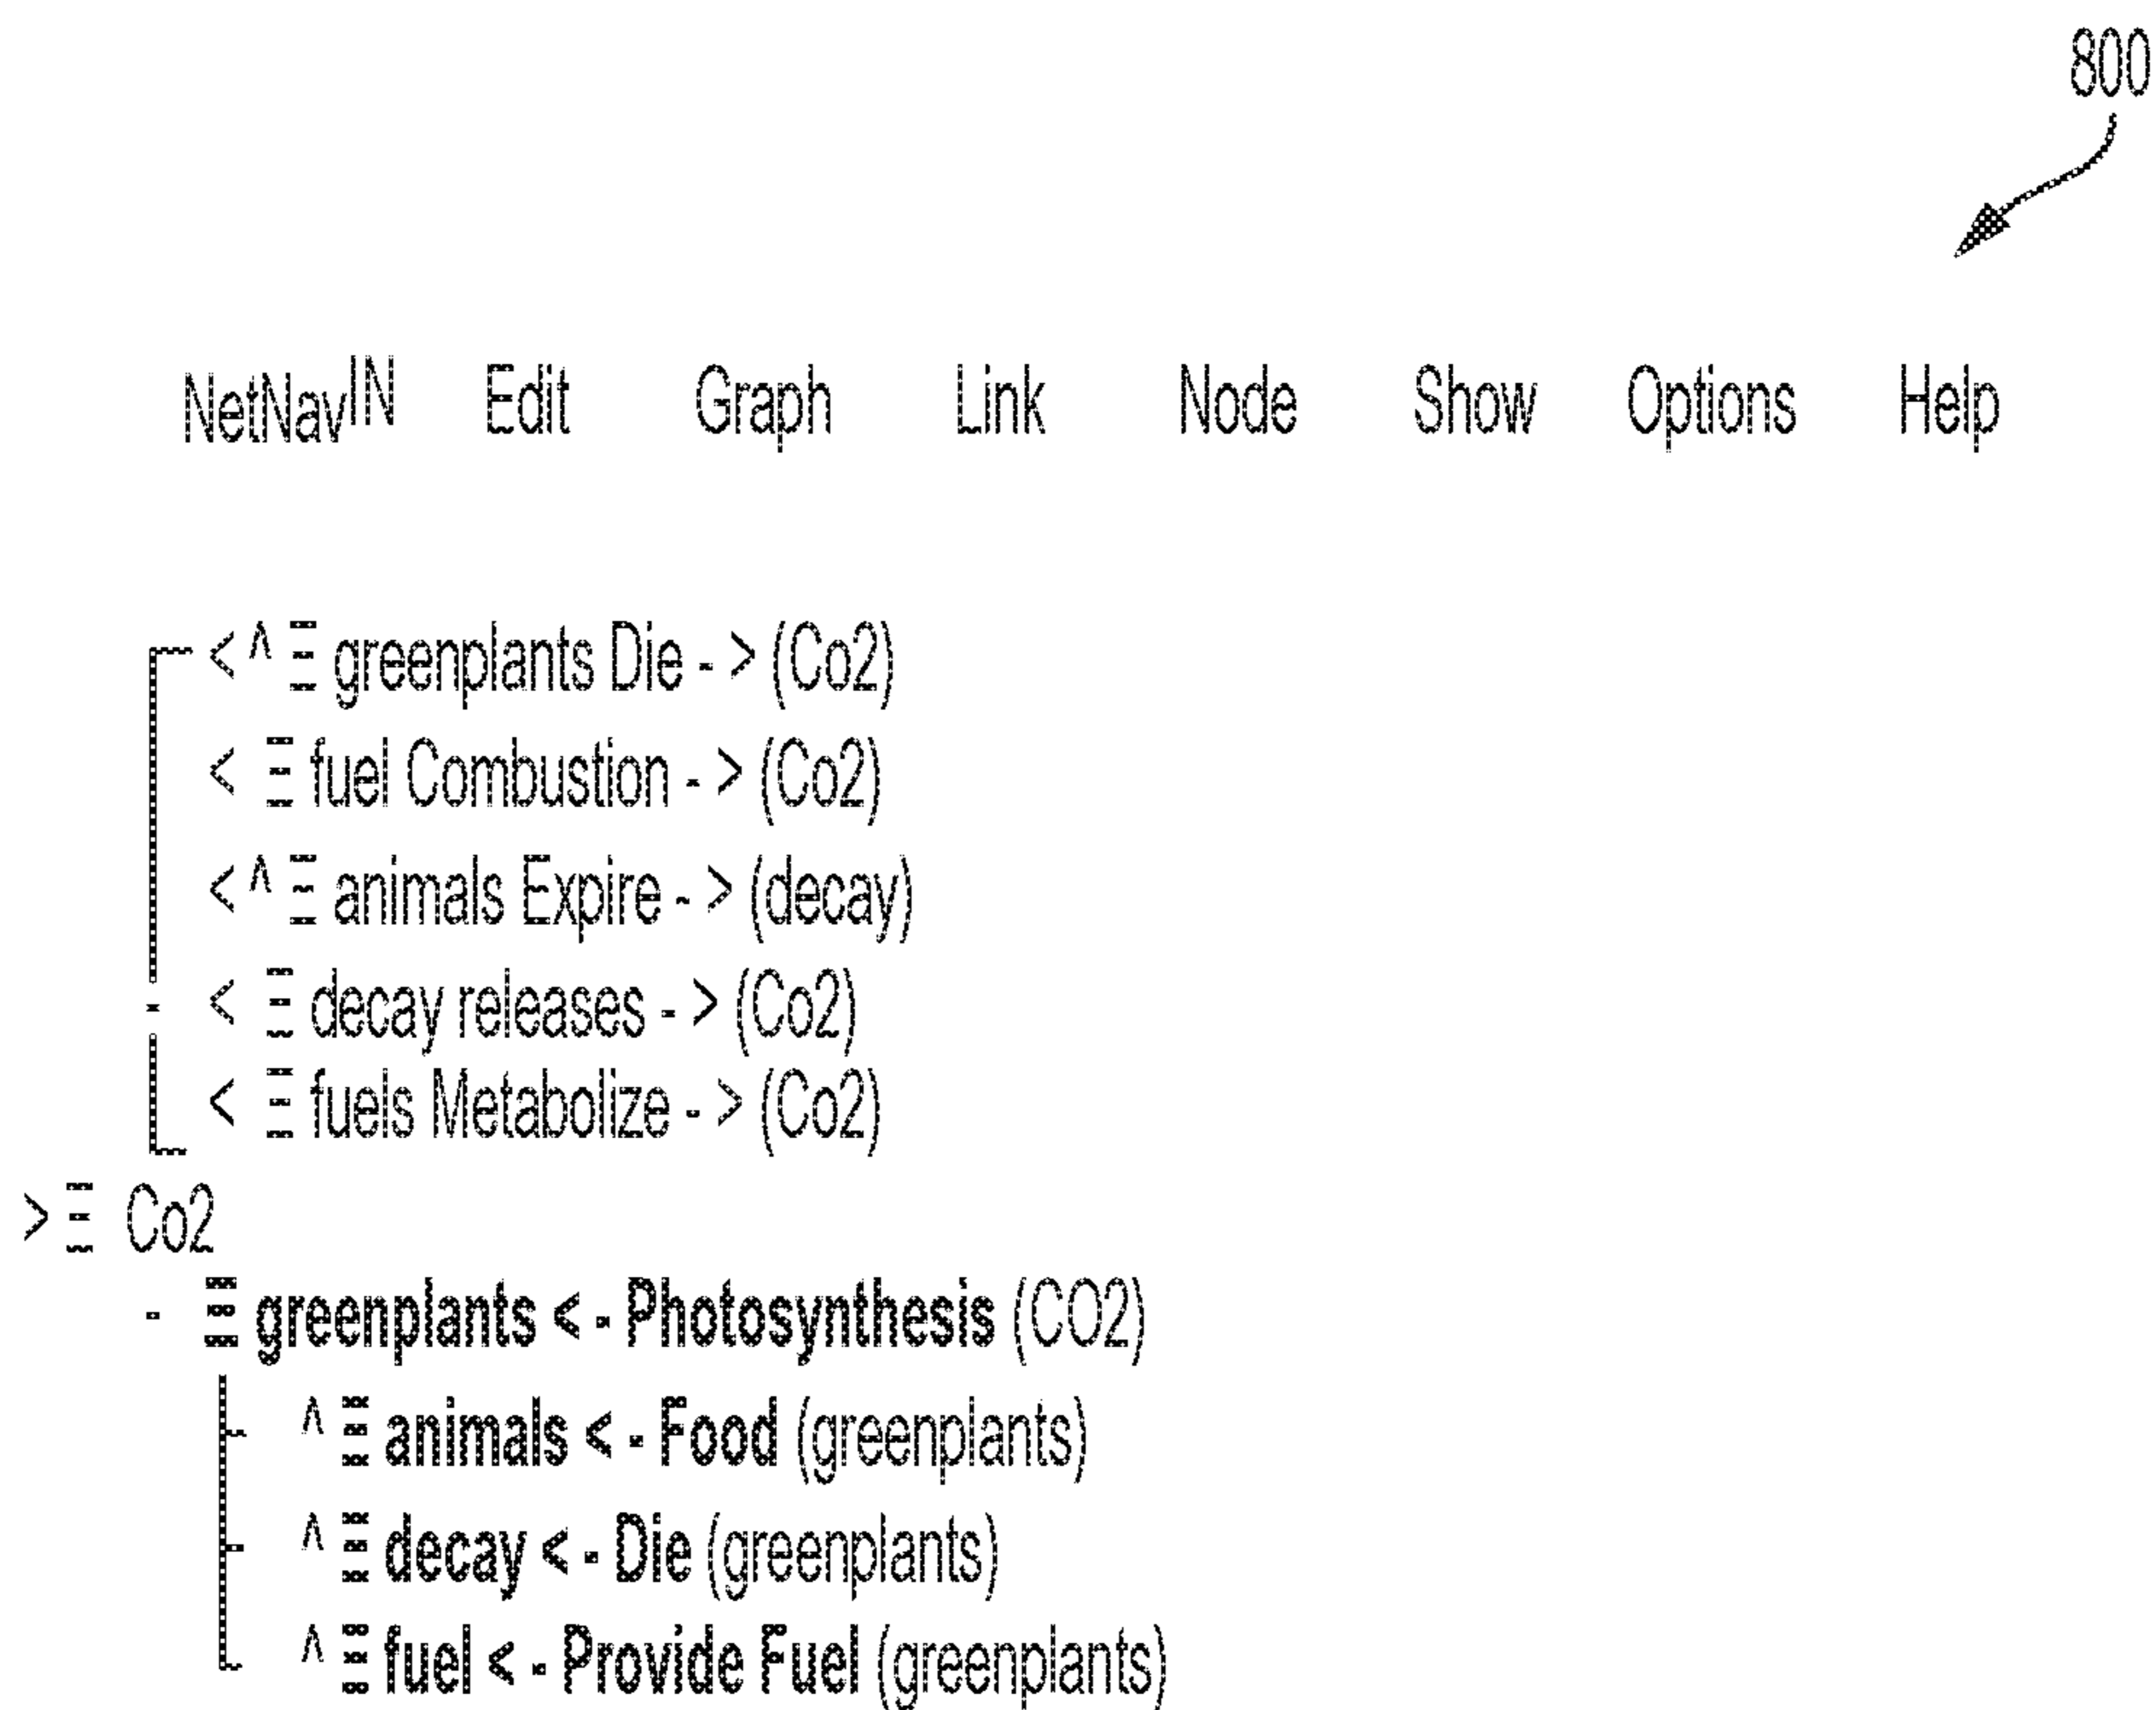 800
NetNavIN Edit Graph Link Node Show Options Help
< ^ Ξ greenplants Die - > (Co2)
< Ξ fuel Combustion - > (Co2)
< ^ Ξ animals Expire - > (decay)
< Ξ decay releases - > (Co2)
< Ξ fuels Metabolize - > (Co2)
> Ξ Co2
- Ξ greenplants < - Photosynthesis (CO2)
^ Ξ animals < - Food (greenplants)
^ Ξ decay < - Die (greenplants)
^ Ξ fuel < - Provide Fuel (greenplants)